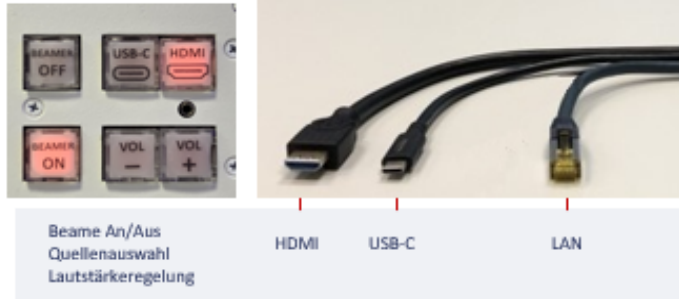 BEAMER OFF
USB-C
HDMI
BEAMER ON
VOL −
VOL +
Beame An/Aus
Quellenauswahl
Lautstärkeregelung
HDMI
USB-C
LAN